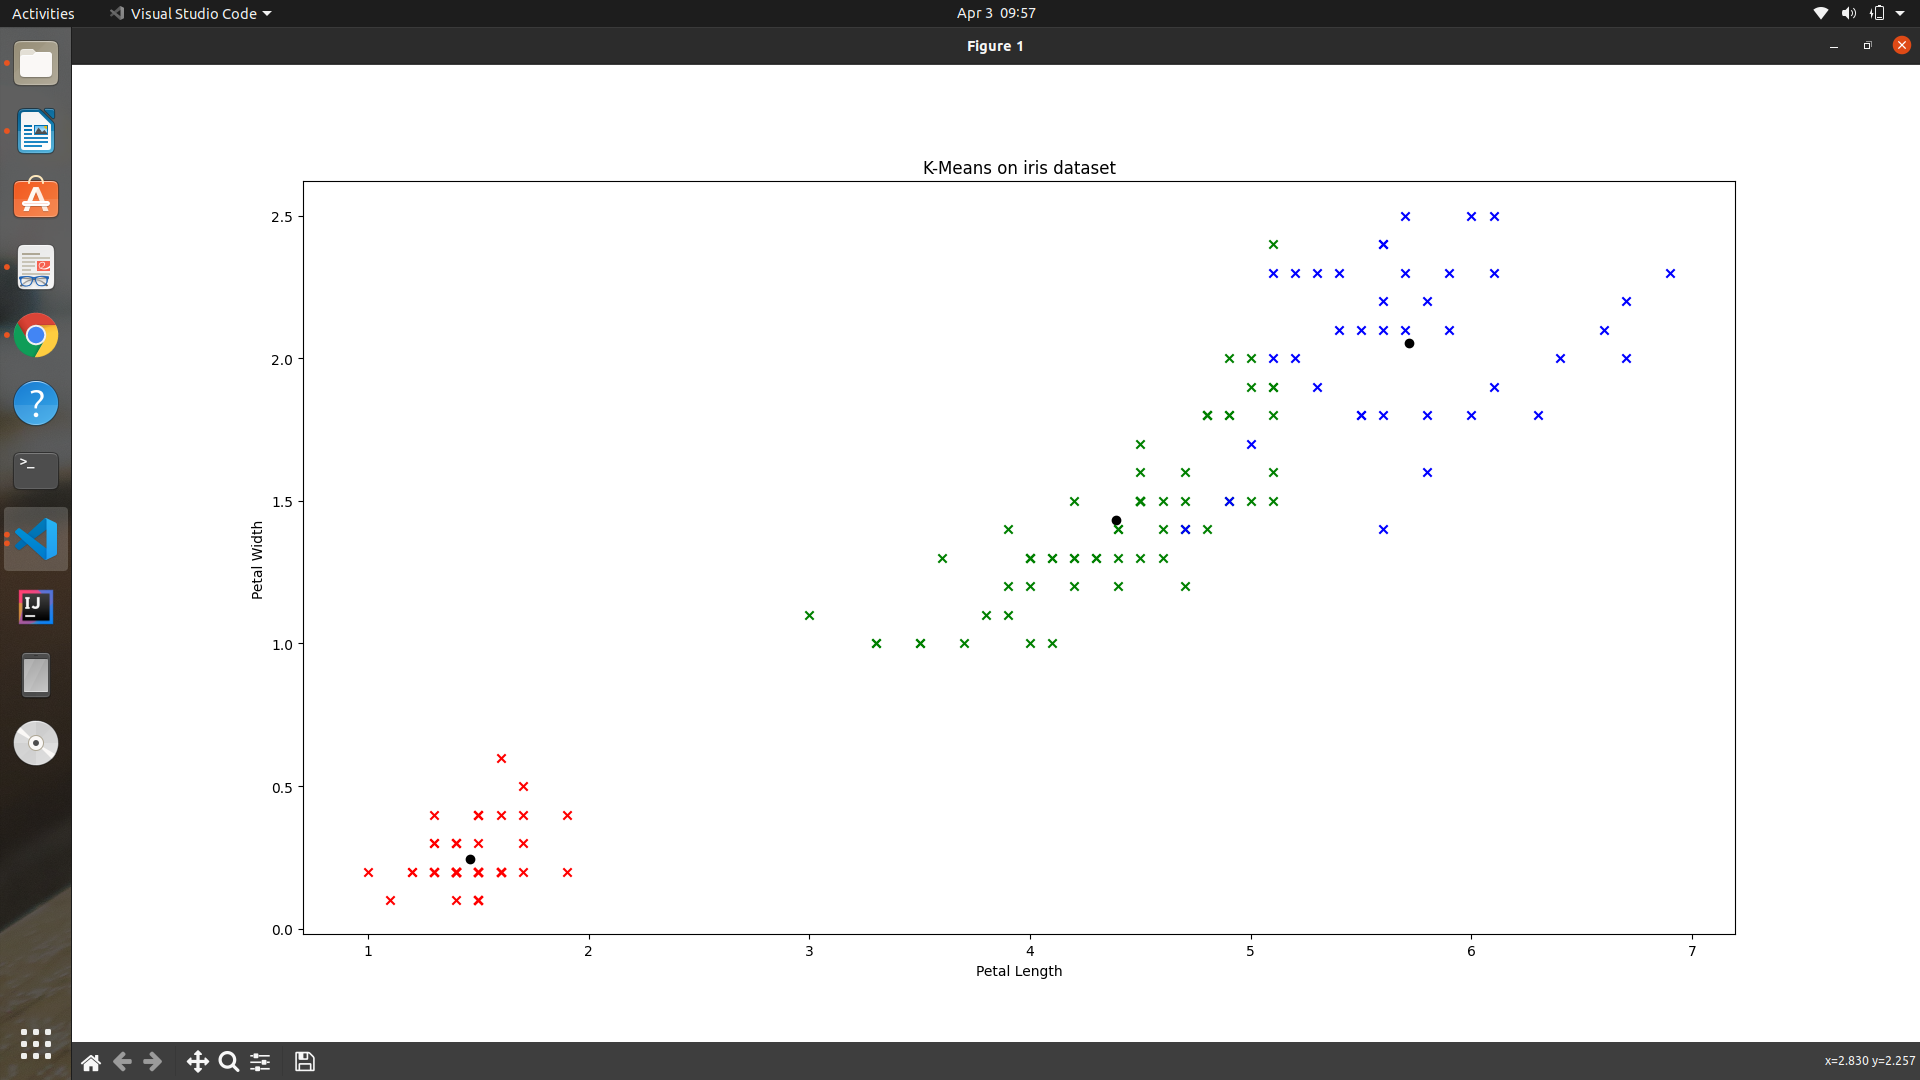 Activities
Visual Studio Code
Apr 3 09:57
Figure 1
K-Means on iris dataset
2.5
2.0
1.5
1.0
0.5
0.0
Petal Width
1 2 3 4 5 6 7
Petal Length
A
?
>_
IJ
x=2.830 y=2.257